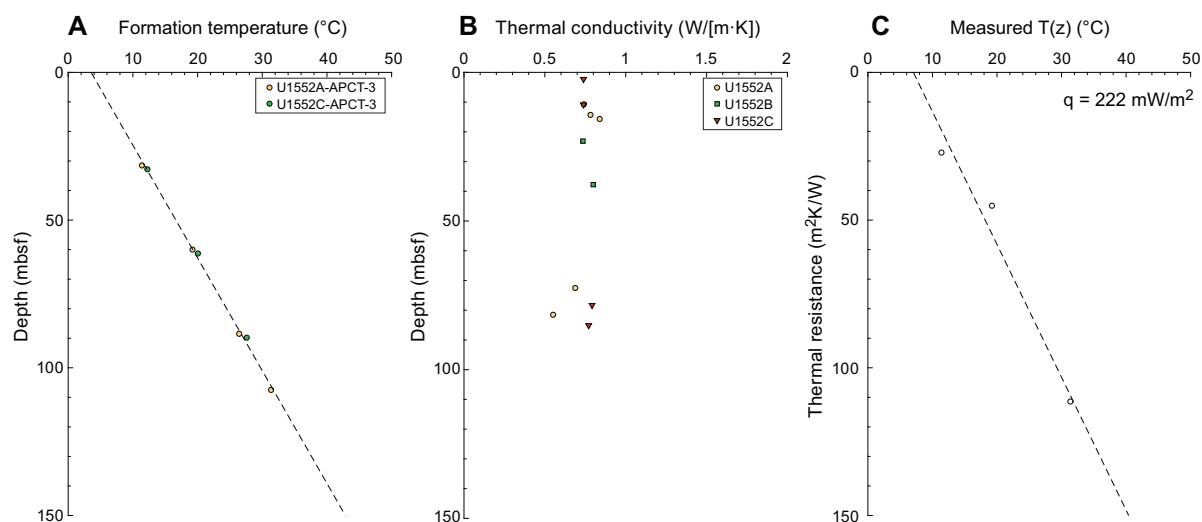 A Formation temperature (°C)
0 10 20 30 40 50
0
50
100
150
Depth (mbsf)
U1552A-APCT-3
U1552C-APCT-3
B Thermal conductivity (W/[m·K])
0 0.5 1 1.5 2
0
50
100
150
Depth (mbsf)
U1552A
U1552B
U1552C
C Measured T(z) (°C)
0 10 20 30 40 50
0
50
100
150
Thermal resistance (m²K/W)
q = 222 mW/m²